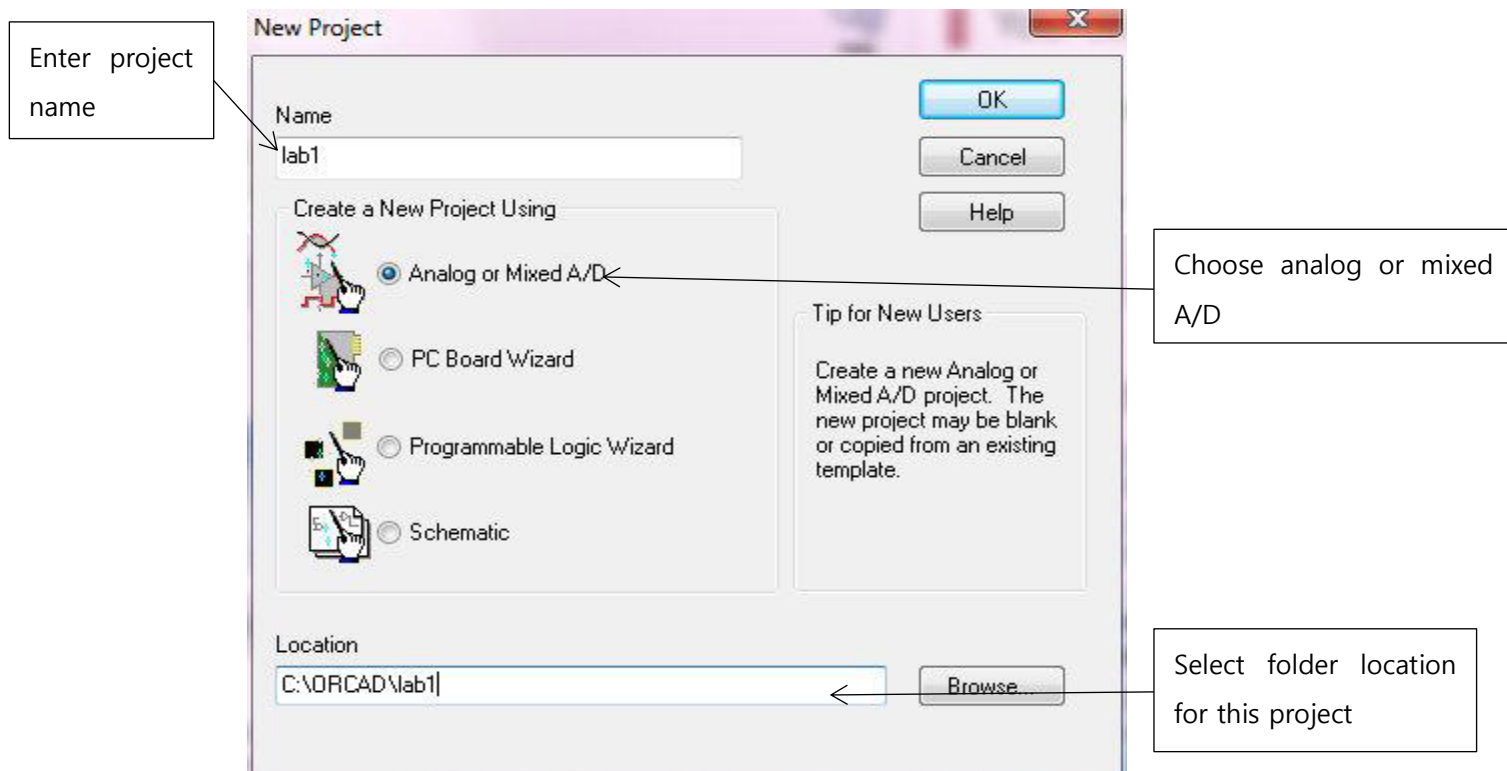 New Project
Enter project
name
Name
lab1
OK
Cancel
Help
Create a New Project Using
Analog or Mixed A/D
PC Board Wizard
Programmable Logic Wizard
Schematic
Choose analog or mixed
A/D
Tip for New Users
Create a new Analog or
Mixed A/D project. The
new project may be blank
or copied from an existing
template.
Location
C:\ORCAD\lab1
Browse...
Select folder location
for this project